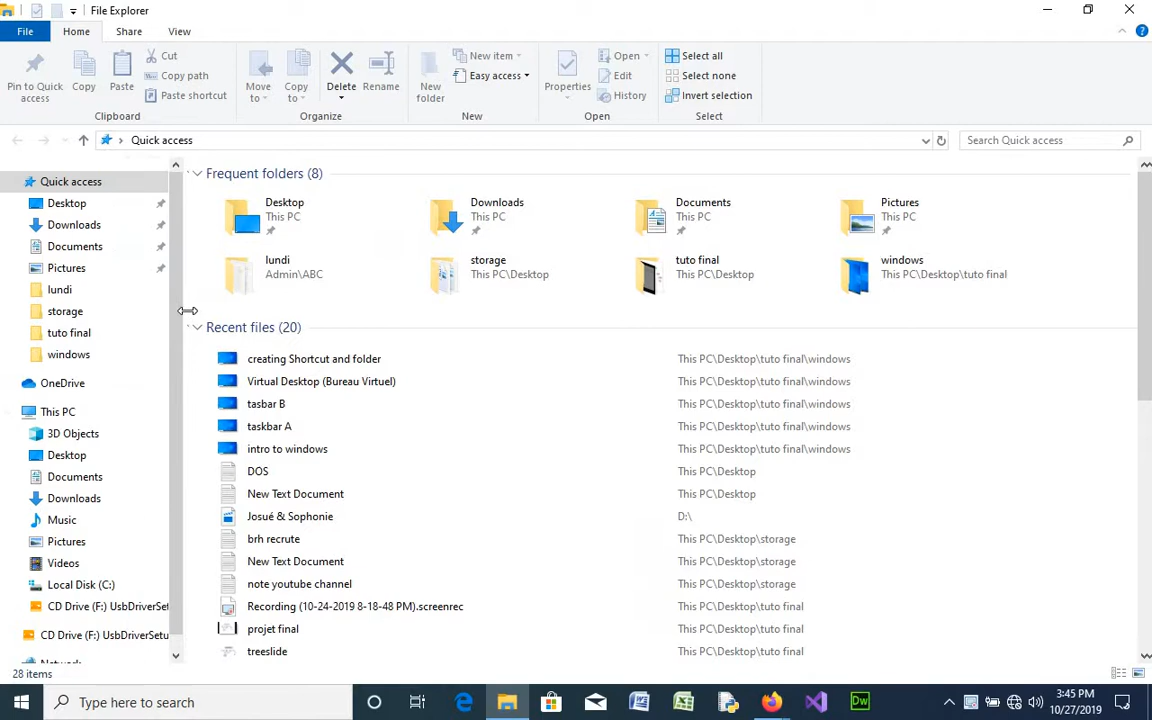 File Explorer
File Home Share View
Pin to Quick access
Copy
Paste
Cut
Copy path
Paste shortcut
Clipboard
Move to
Copy to
Delete
Rename
Organize
New folder
New item
Easy access
New
Properties
Open
Edit
History
Open
Select all
Select none
Invert selection
Select
Quick access
Search Quick access
Quick access
Desktop
Downloads
Documents
Pictures
lundi
storage
tuto final
windows
OneDrive
This PC
3D Objects
Desktop
Documents
Downloads
Music
Pictures
Videos
Local Disk (C:)
CD Drive (F:) UsbDriverSetu
CD Drive (F:) UsbDriverSetu
Network
Frequent folders (8)
Desktop
This PC
Downloads
This PC
Documents
This PC
Pictures
This PC
lundi
Admin\ABC
storage
This PC\Desktop
tuto final
This PC\Desktop
windows
This PC\Desktop\tuto final
Recent files (20)
creating Shortcut and folder This PC\Desktop\tuto final\windows
Virtual Desktop (Bureau Virtuel) This PC\Desktop\tuto final\windows
tasbar B This PC\Desktop\tuto final\windows
taskbar A This PC\Desktop\tuto final\windows
intro to windows This PC\Desktop\tuto final\windows
DOS This PC\Desktop
New Text Document This PC\Desktop
Josué & Sophonie D:\
brh recrute This PC\Desktop\storage
New Text Document This PC\Desktop\storage
note youtube channel This PC\Desktop\storage
Recording (10-24-2019 8-18-48 PM).screenrec This PC\Desktop\tuto final
projet final This PC\Desktop\tuto final
treeslide This PC\Desktop\tuto final
28 items
Type here to search
Dw
3:45 PM
10/27/2019